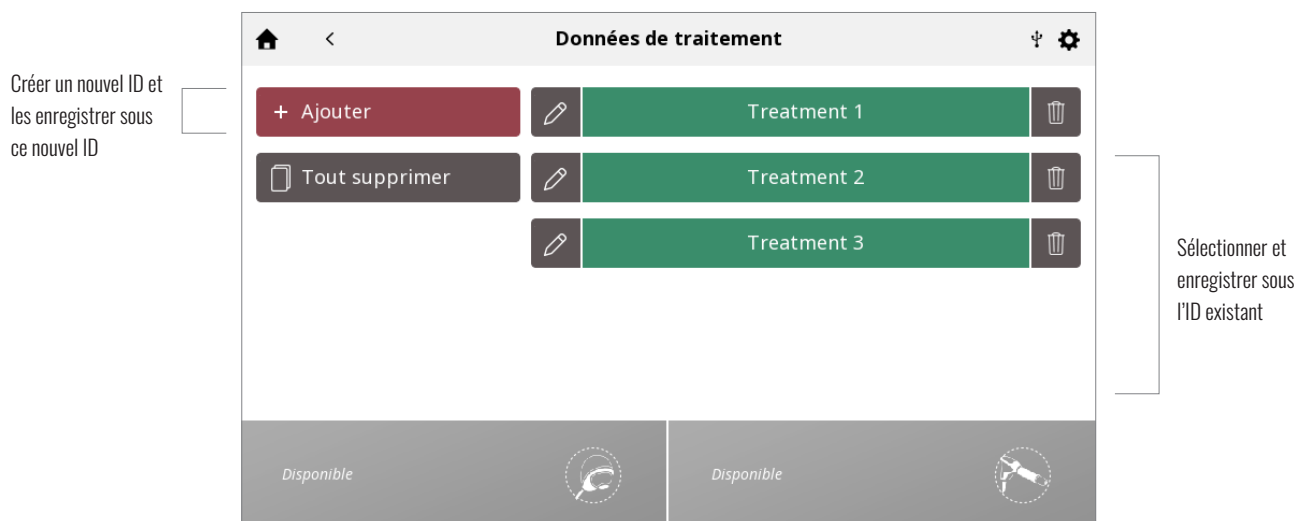 Données de traitement
Créer un nouvel ID et
les enregistrer sous
ce nouvel ID
+ Ajouter
Treatment 1
Tout supprimer
Treatment 2
Treatment 3
Sélectionner et
enregistrer sous
l'ID existant
Disponible
Disponible